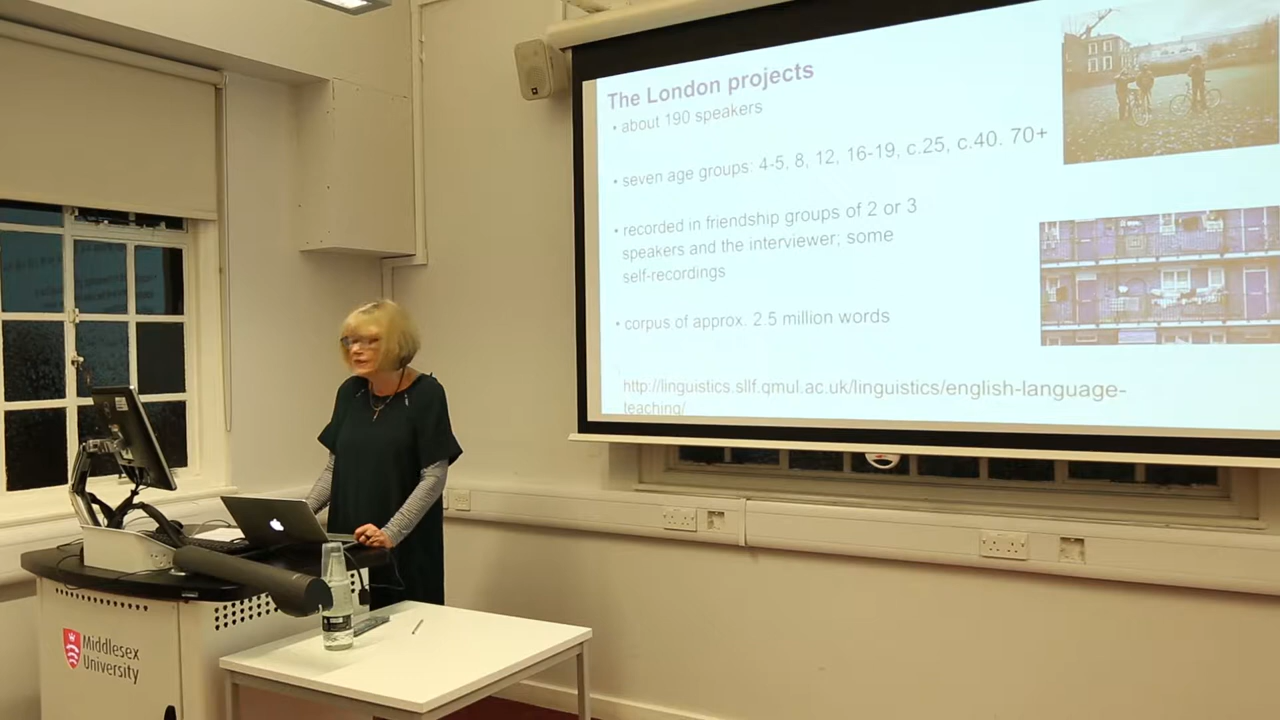 The London projects
• about 190 speakers
• seven age groups: 4-5, 8, 12, 16-19, c.25, c.40. 70+
• recorded in friendship groups of 2 or 3
speakers and the interviewer; some
self-recordings
• corpus of approx. 2.5 million words
http://linguistics.sllf.qmul.ac.uk/linguistics/english-language-
teaching/
Middlesex
University